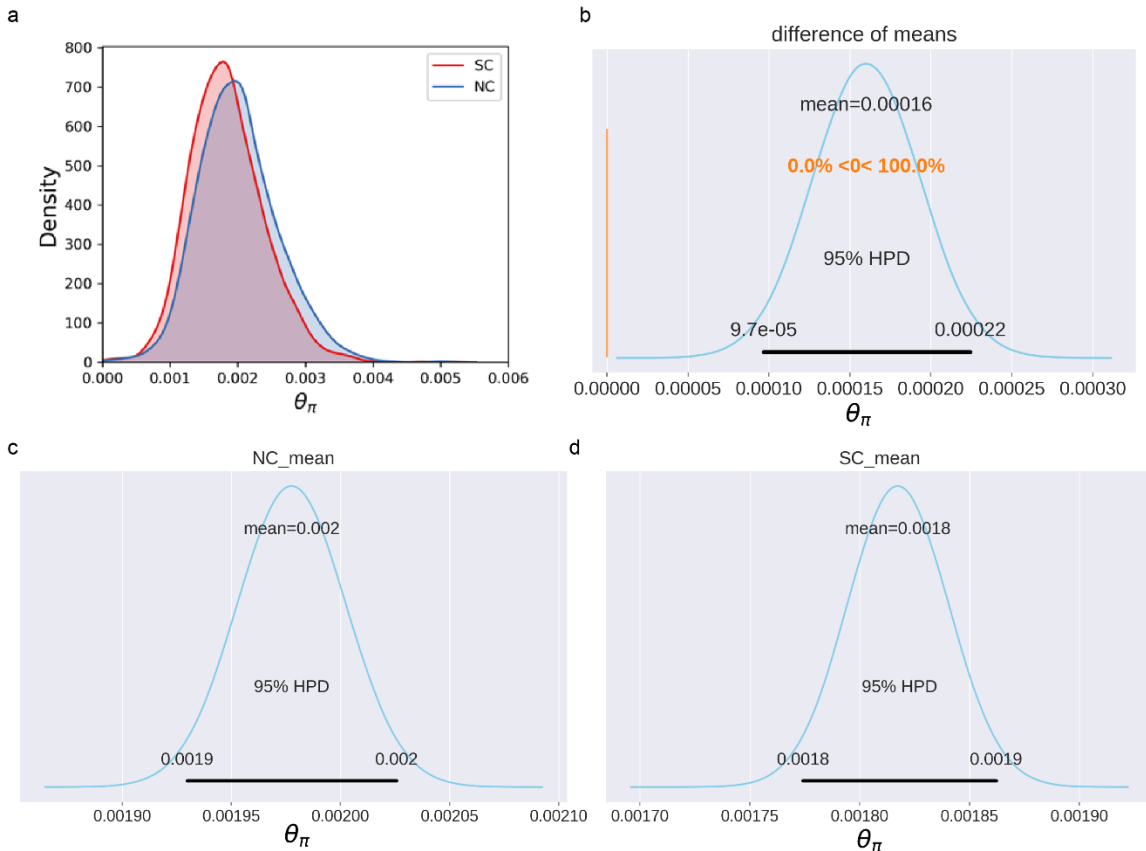 a
800
700
600
500
400
300
200
100
0
Density
SC
NC
0.000 0.001 0.002 0.003 0.004 0.005 0.006
θπ
b
difference of means
mean=0.00016
0.0% <0< 100.0%
95% HPD
9.7e-05 0.00022
0.00000 0.00005 0.00010 0.00015 0.00020 0.00025 0.00030
θπ
c
NC_mean
mean=0.002
95% HPD
0.0019 0.002
0.00190 0.00195 0.00200 0.00205 0.00210
θπ
d
SC_mean
mean=0.0018
95% HPD
0.0018 0.0019
0.00170 0.00175 0.00180 0.00185 0.00190
θπ